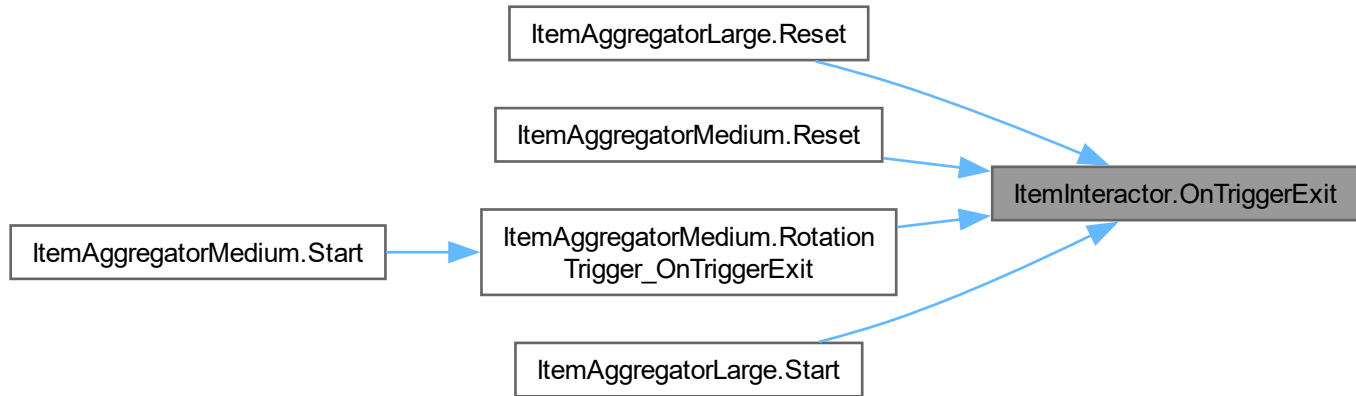 ItemAggregatorLarge.Reset
ItemAggregatorMedium.Reset
ItemInteractor.OnTriggerExit
ItemAggregatorMedium.Start
ItemAggregatorMedium.Rotation
Trigger_OnTriggerExit
ItemAggregatorLarge.Start